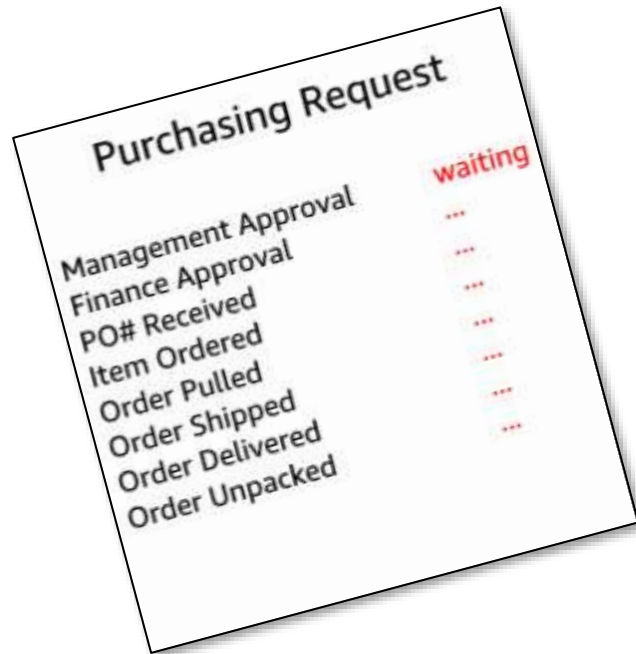 Purchasing Request
Management Approval waiting
Finance Approval ...
PO# Received ...
Item Ordered ...
Order Pulled ...
Order Shipped ...
Order Delivered ...
Order Unpacked ...